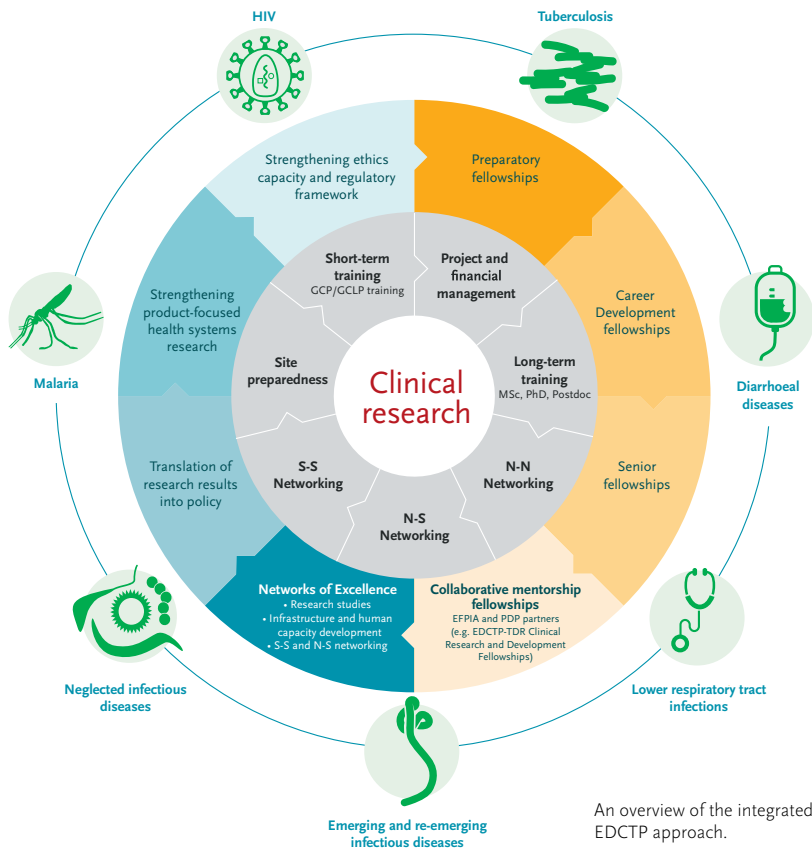 HIV
Tuberculosis
Strengthening ethics
capacity and regulatory
framework
Preparatory
fellowships
Short-term
training
GCP/GCLP training
Project and
financial
management
Strengthening
product-focused
health systems
research
Career
Development
fellowships
Site
preparedness
Clinical
research
Long-term
training
MSc, PhD, Postdoc
Malaria
Diarrhoeal
diseases
Translation of
research results
into policy
S-S
Networking
N-S
Networking
N-N
Networking
Senior
fellowships
Networks of Excellence
• Research studies
• Infrastructure and human
capacity development
• S-S and N-S networking
Collaborative mentorship
fellowships
EFPIA and PDP partners
(e.g. EDCTP-TDR Clinical
Research and Development
Fellowships)
Neglected infectious
diseases
Lower respiratory tract
infections
Emerging and re-emerging
infectious diseases
An overview of the integrated
EDCTP approach.